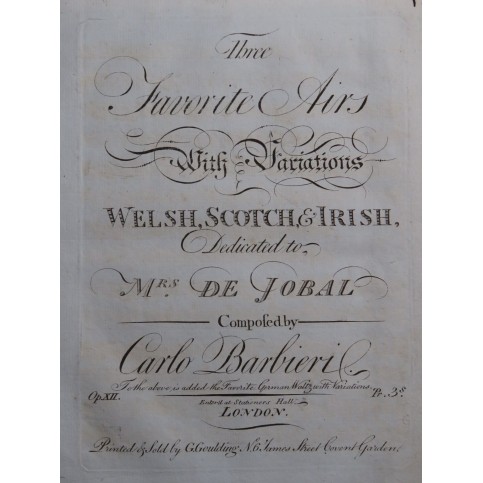 Three
Favorite Airs
With Variations
WELSH, SCOTCH, & IRISH,
Dedicated to
MRS. DE JOBAL
Compoſed by
Carlo Barbieri
To the above, is added the Favorite German Waltz with Variations.
Op. XII. Pr. 3s.
Enterd at Stationers Hall
LONDON.
Printed & Sold by G. Goulding N. 6 James Street Covent Garden,